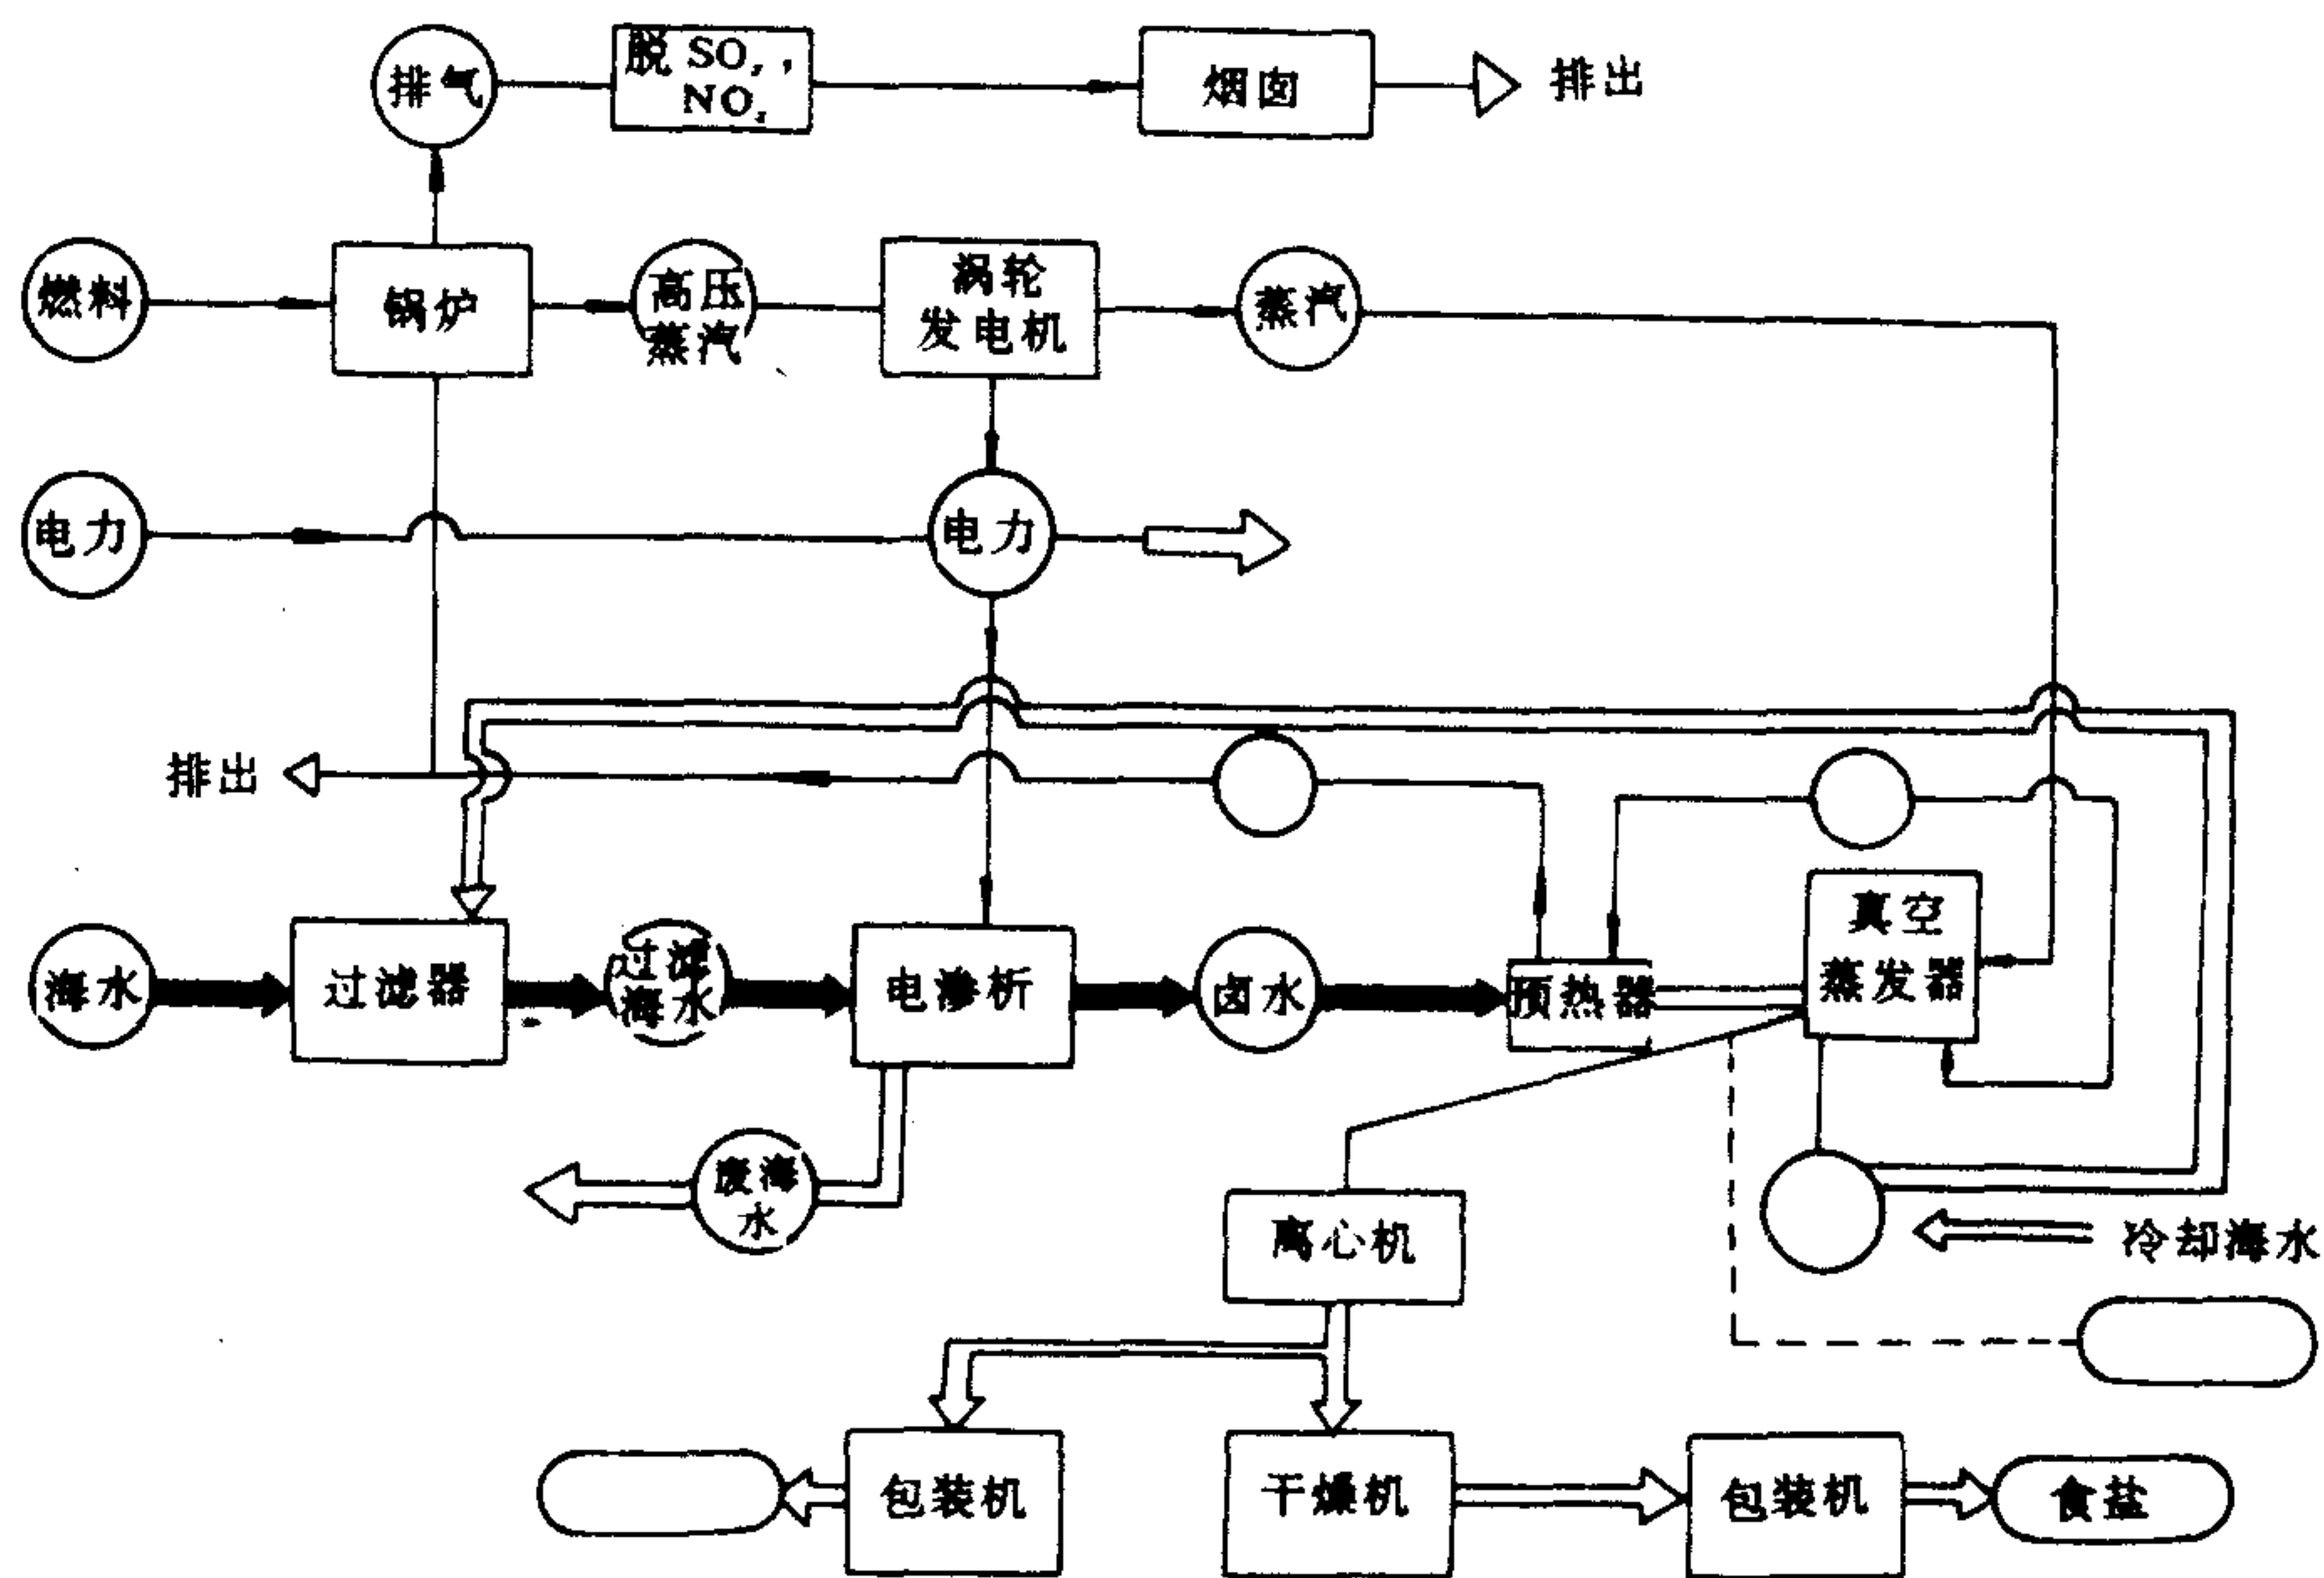 排气
脱 SO₂,
NO₂
烟囱
排出
燃料
锅炉
高压
蒸汽
涡轮
发电机
蒸汽
电力
电力
排出
海水
过滤器
过滤
海水
电渗析
卤水
预热器
真空
蒸发器
废海
水
离心机
冷却海水
包装机
干燥机
包装机
食盐